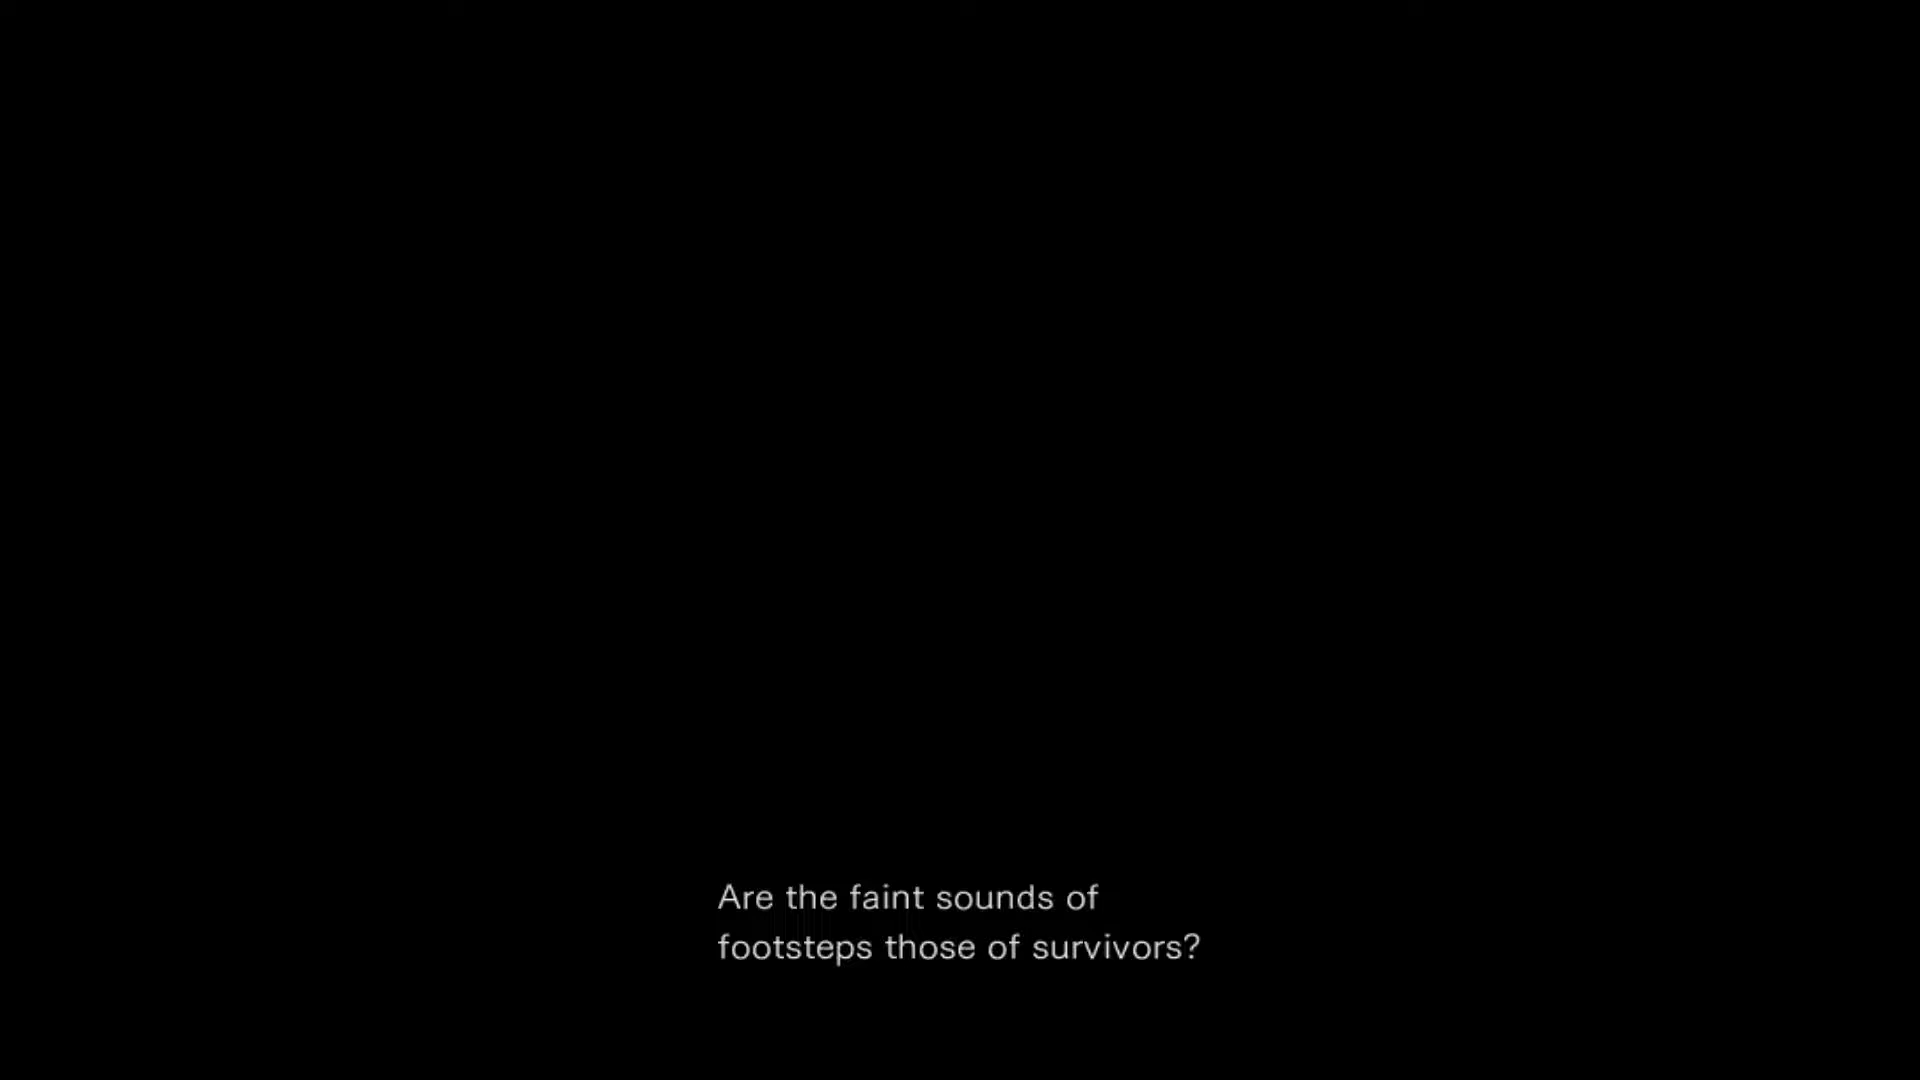 Are the faint sounds of
footsteps those of survivors?